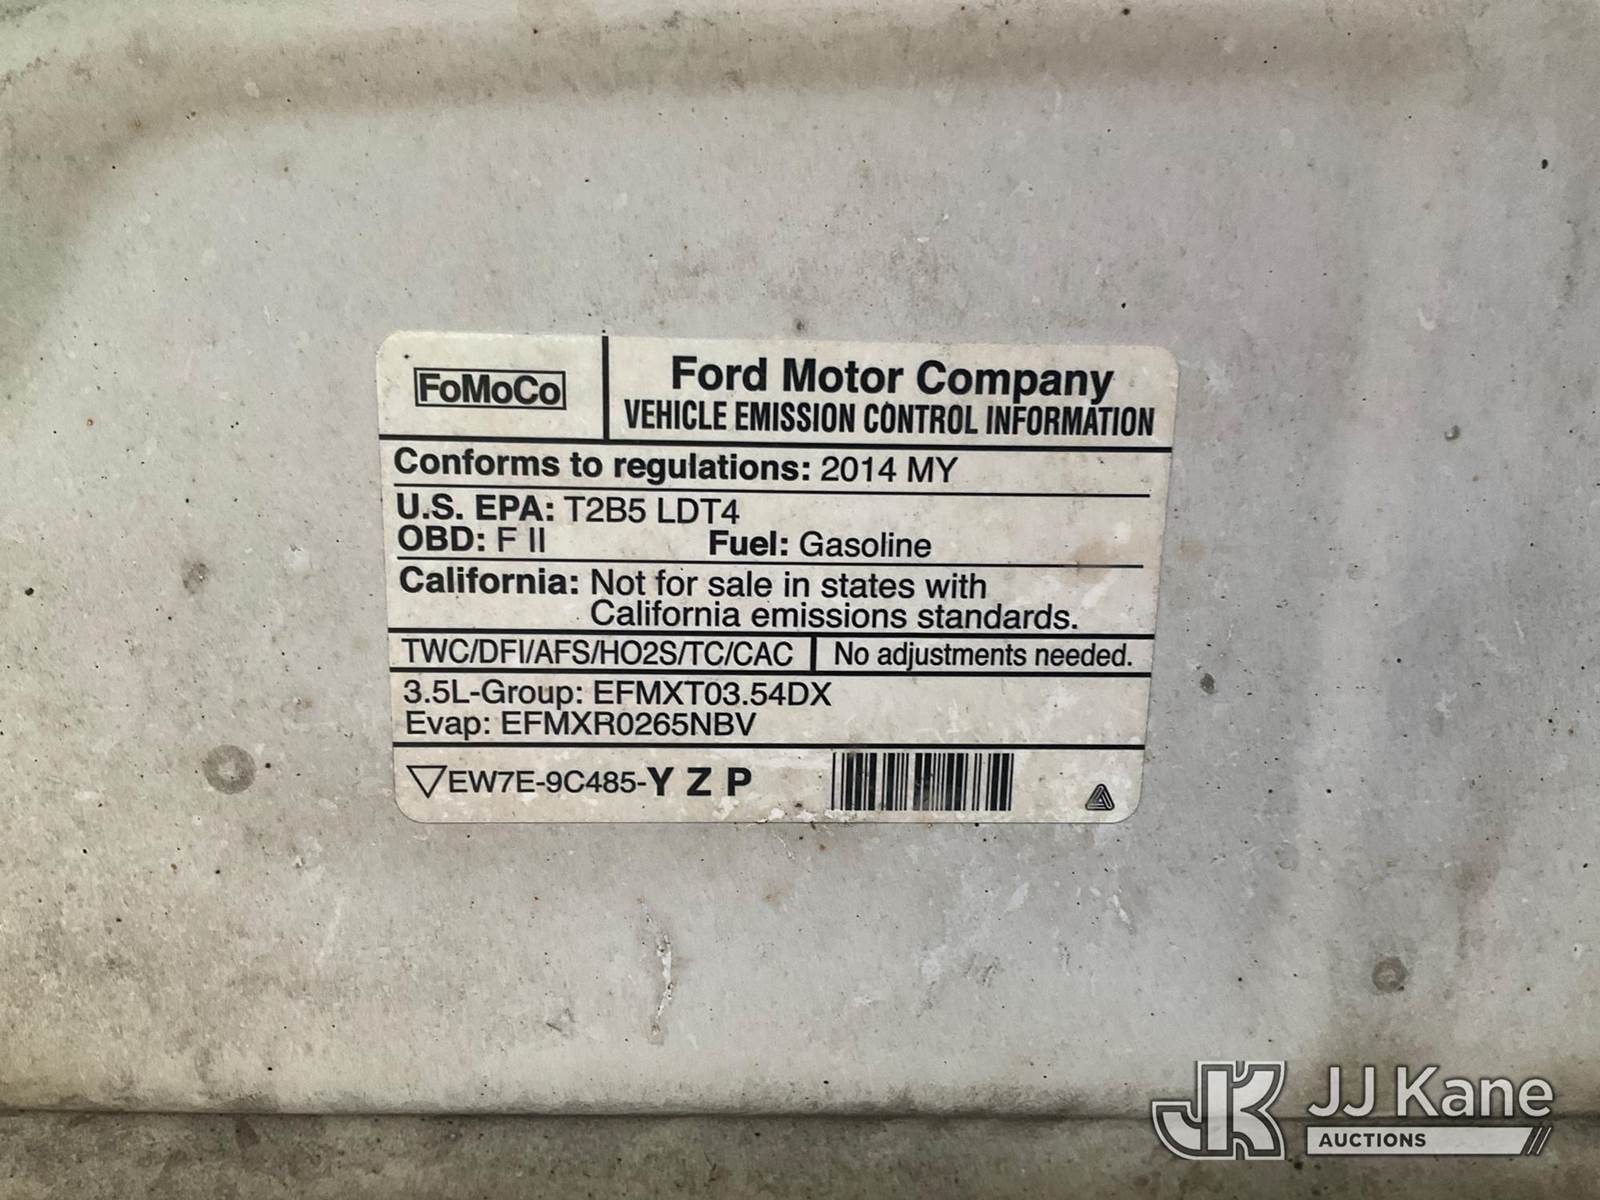 FoMoCo
Ford Motor Company
VEHICLE EMISSION CONTROL INFORMATION
Conforms to regulations: 2014 MY
U.S. EPA: T2B5 LDT4
OBD: F II Fuel: Gasoline
California: Not for sale in states with
California emissions standards.
TWC/DFI/AFS/HO2S/TC/CAC No adjustments needed.
3.5L-Group: EFMXT03.54DX
Evap: EFMXR0265NBV
EW7E-9C485-Y Z P
JK JJ Kane
AUCTIONS